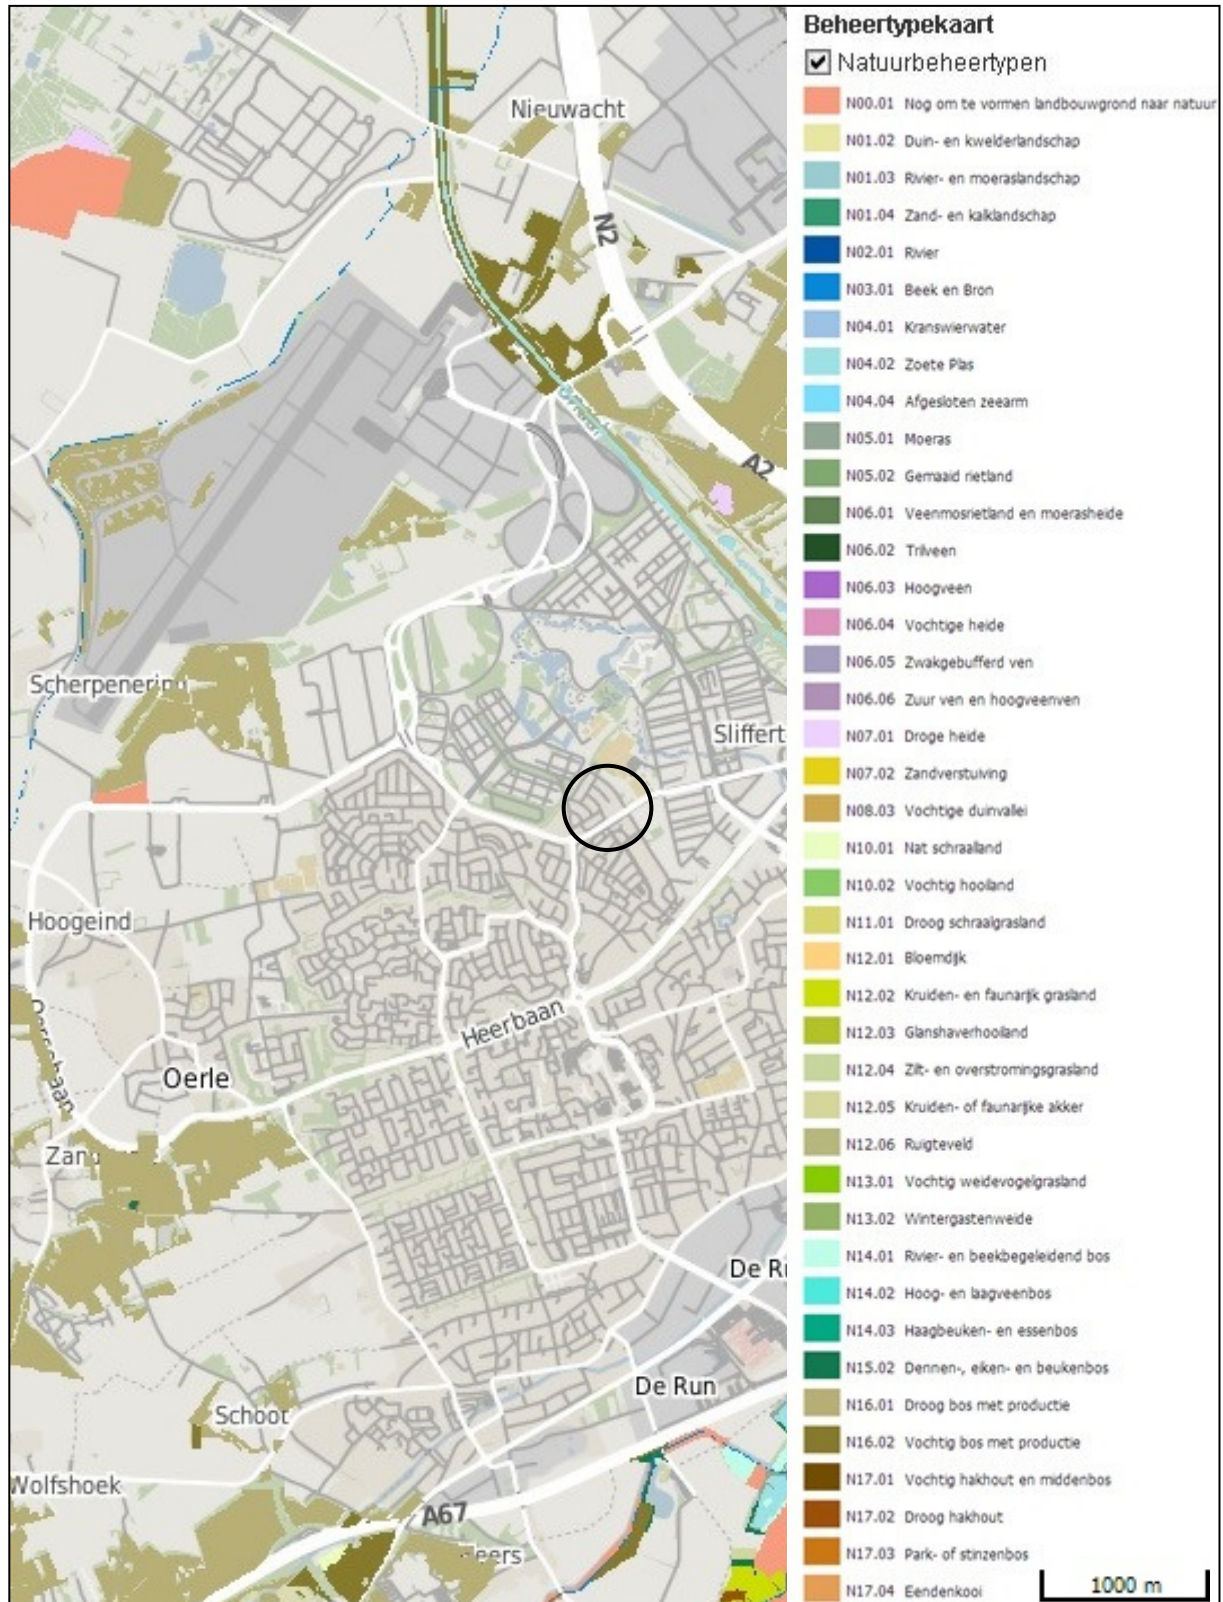 Nieuwacht
N2
A2
Scherpenering
Sliffert
Hoogeind
Heerbaan
Oerle
Zan
De R
De Run
Schoot
Wolfshoek
A67
eers
Beheertypekaart
Natuurbeheertypen
N00.01 Nog om te vormen landbouwgrond naar natuur
N01.02 Duin- en kwelderlandschap
N01.03 Rivier- en moeraslandschap
N01.04 Zand- en kalklandschap
N02.01 Rivier
N03.01 Beek en Bron
N04.01 Kranswierwater
N04.02 Zoete Plas
N04.04 Afgesloten zeearm
N05.01 Moeras
N05.02 Gemaaid rietland
N06.01 Veenmosrietland en moerasheide
N06.02 Trilveen
N06.03 Hoogveen
N06.04 Vochtige heide
N06.05 Zwakgebufferd ven
N06.06 Zuur ven en hoogveenven
N07.01 Droge heide
N07.02 Zandverstuiving
N08.03 Vochtige duinvallei
N10.01 Nat schraalland
N10.02 Vochtig hooiland
N11.01 Droog schraalgrasland
N12.01 Bloemdijk
N12.02 Kruiden- en faunarijk grasland
N12.03 Glanshaverhooiland
N12.04 Zilt- en overstromingsgrasland
N12.05 Kruiden- of faunarijke akker
N12.06 Ruigteveld
N13.01 Vochtig weidevogelgrasland
N13.02 Wintergastenweide
N14.01 Rivier- en beekbegeleidend bos
N14.02 Hoog- en laagveenbos
N14.03 Haagbeuken- en essenbos
N15.02 Dennen-, eiken- en beukenbos
N16.01 Droog bos met productie
N16.02 Vochtig bos met productie
N17.01 Vochtig hakhout en middenbos
N17.02 Droog hakhout
N17.03 Park- of stinzenbos
N17.04 Eendenkooi
1000 m